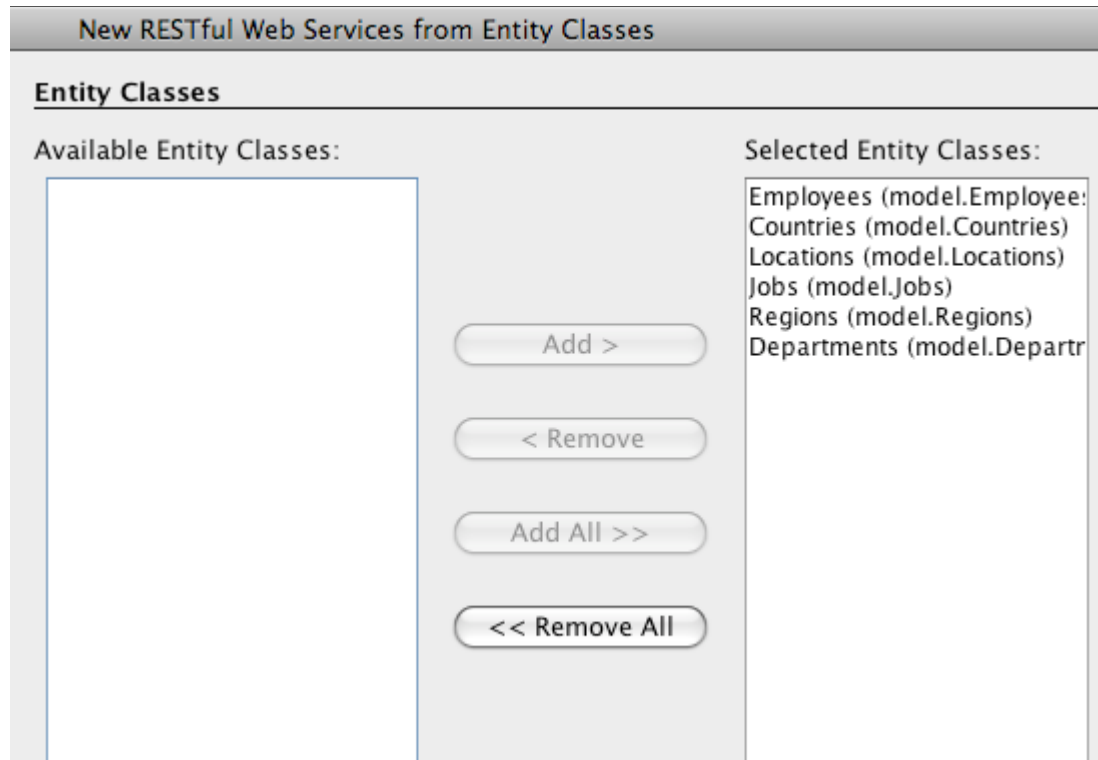 New RESTful Web Services from Entity Classes
Entity Classes
Available Entity Classes:
Selected Entity Classes:
Employees (model.Employees
Countries (model.Countries)
Locations (model.Locations)
Jobs (model.Jobs)
Regions (model.Regions)
Departments (model.Departr
Add >
< Remove
Add All >>
<< Remove All